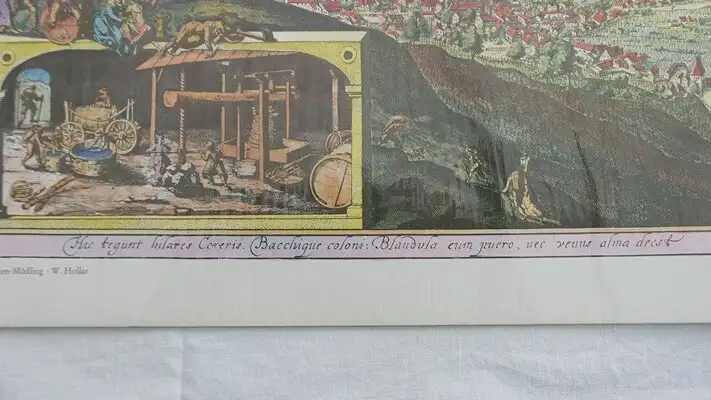 Hic tegunt hilares Cereris. Bacchique coloni: Blandula cum puero, nec venus alma deest
en-Mödling · W. Hollar